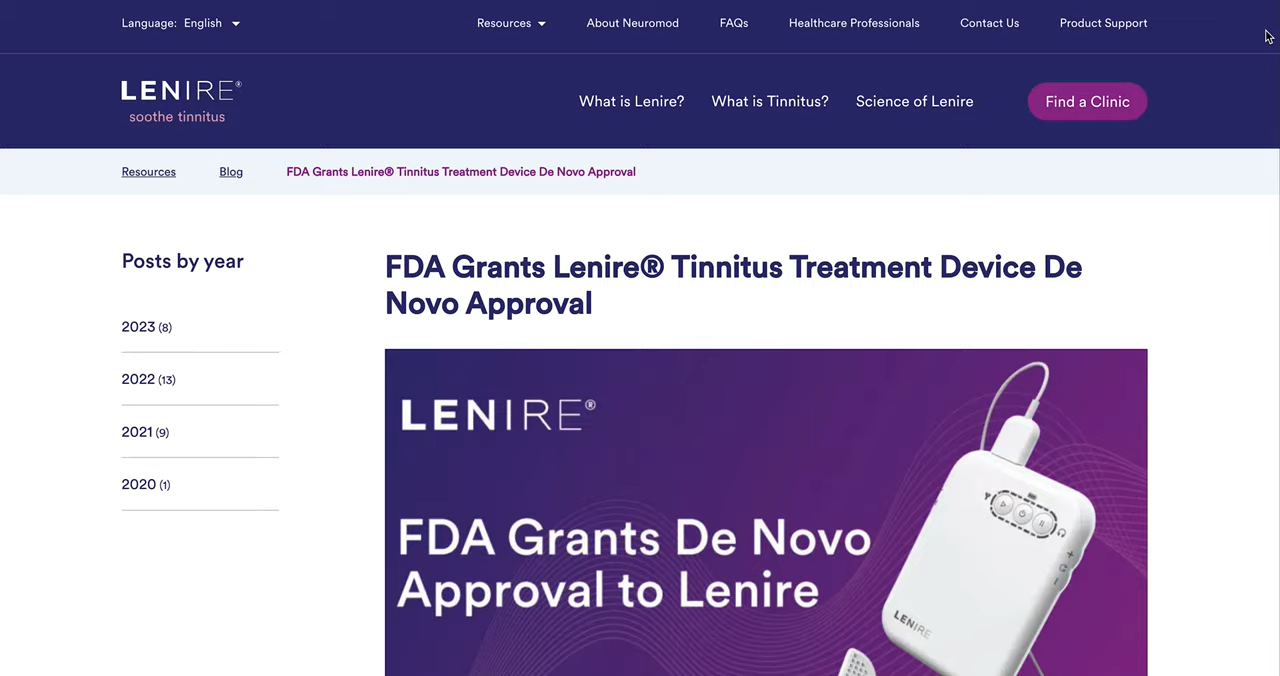 Language: English
Resources
About Neuromod
FAQs
Healthcare Professionals
Contact Us
Product Support
LENIRE®
soothe tinnitus
What is Lenire?
What is Tinnitus?
Science of Lenire
Find a Clinic
Resources
Blog
FDA Grants Lenire® Tinnitus Treatment Device De Novo Approval
Posts by year
2023 (8)
2022 (13)
2021 (9)
2020 (1)
FDA Grants Lenire® Tinnitus Treatment Device De
Novo Approval
LENIRE®
FDA Grants De Novo
Approval to Lenire
LENIRE